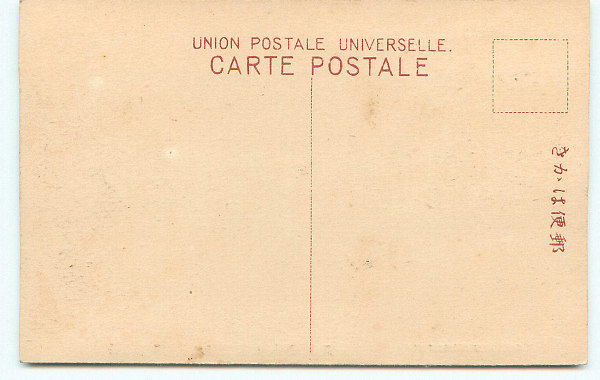 UNION POSTALE UNIVERSELLE.
CARTE POSTALE
郵便はかき